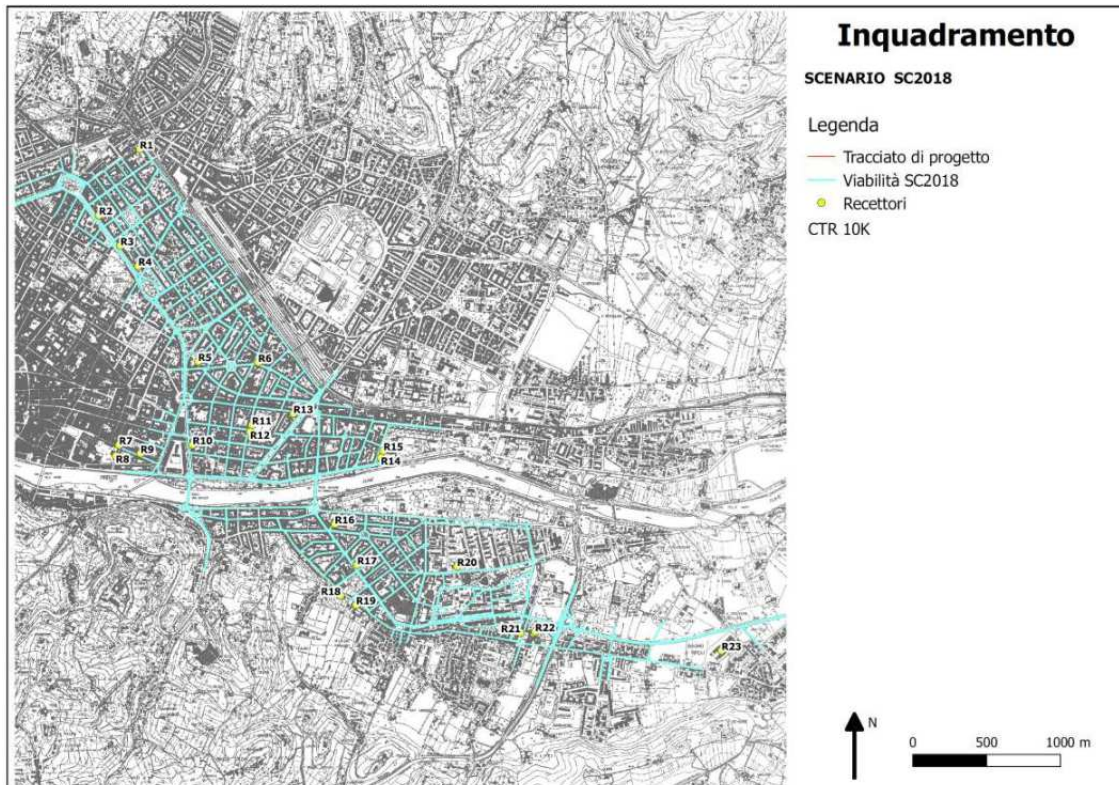 Inquadramento
SCENARIO SC2018
Legenda
Tracciato di progetto
Viabilità SC2018
Recettori
CTR 10K
R1
R2
R3
R4
R5
R6
R7
R8
R9
R10
R11
R12
R13
R15
R14
R16
R17
R18
R19
R20
R21
R22
R23
N
0 500 1000 m